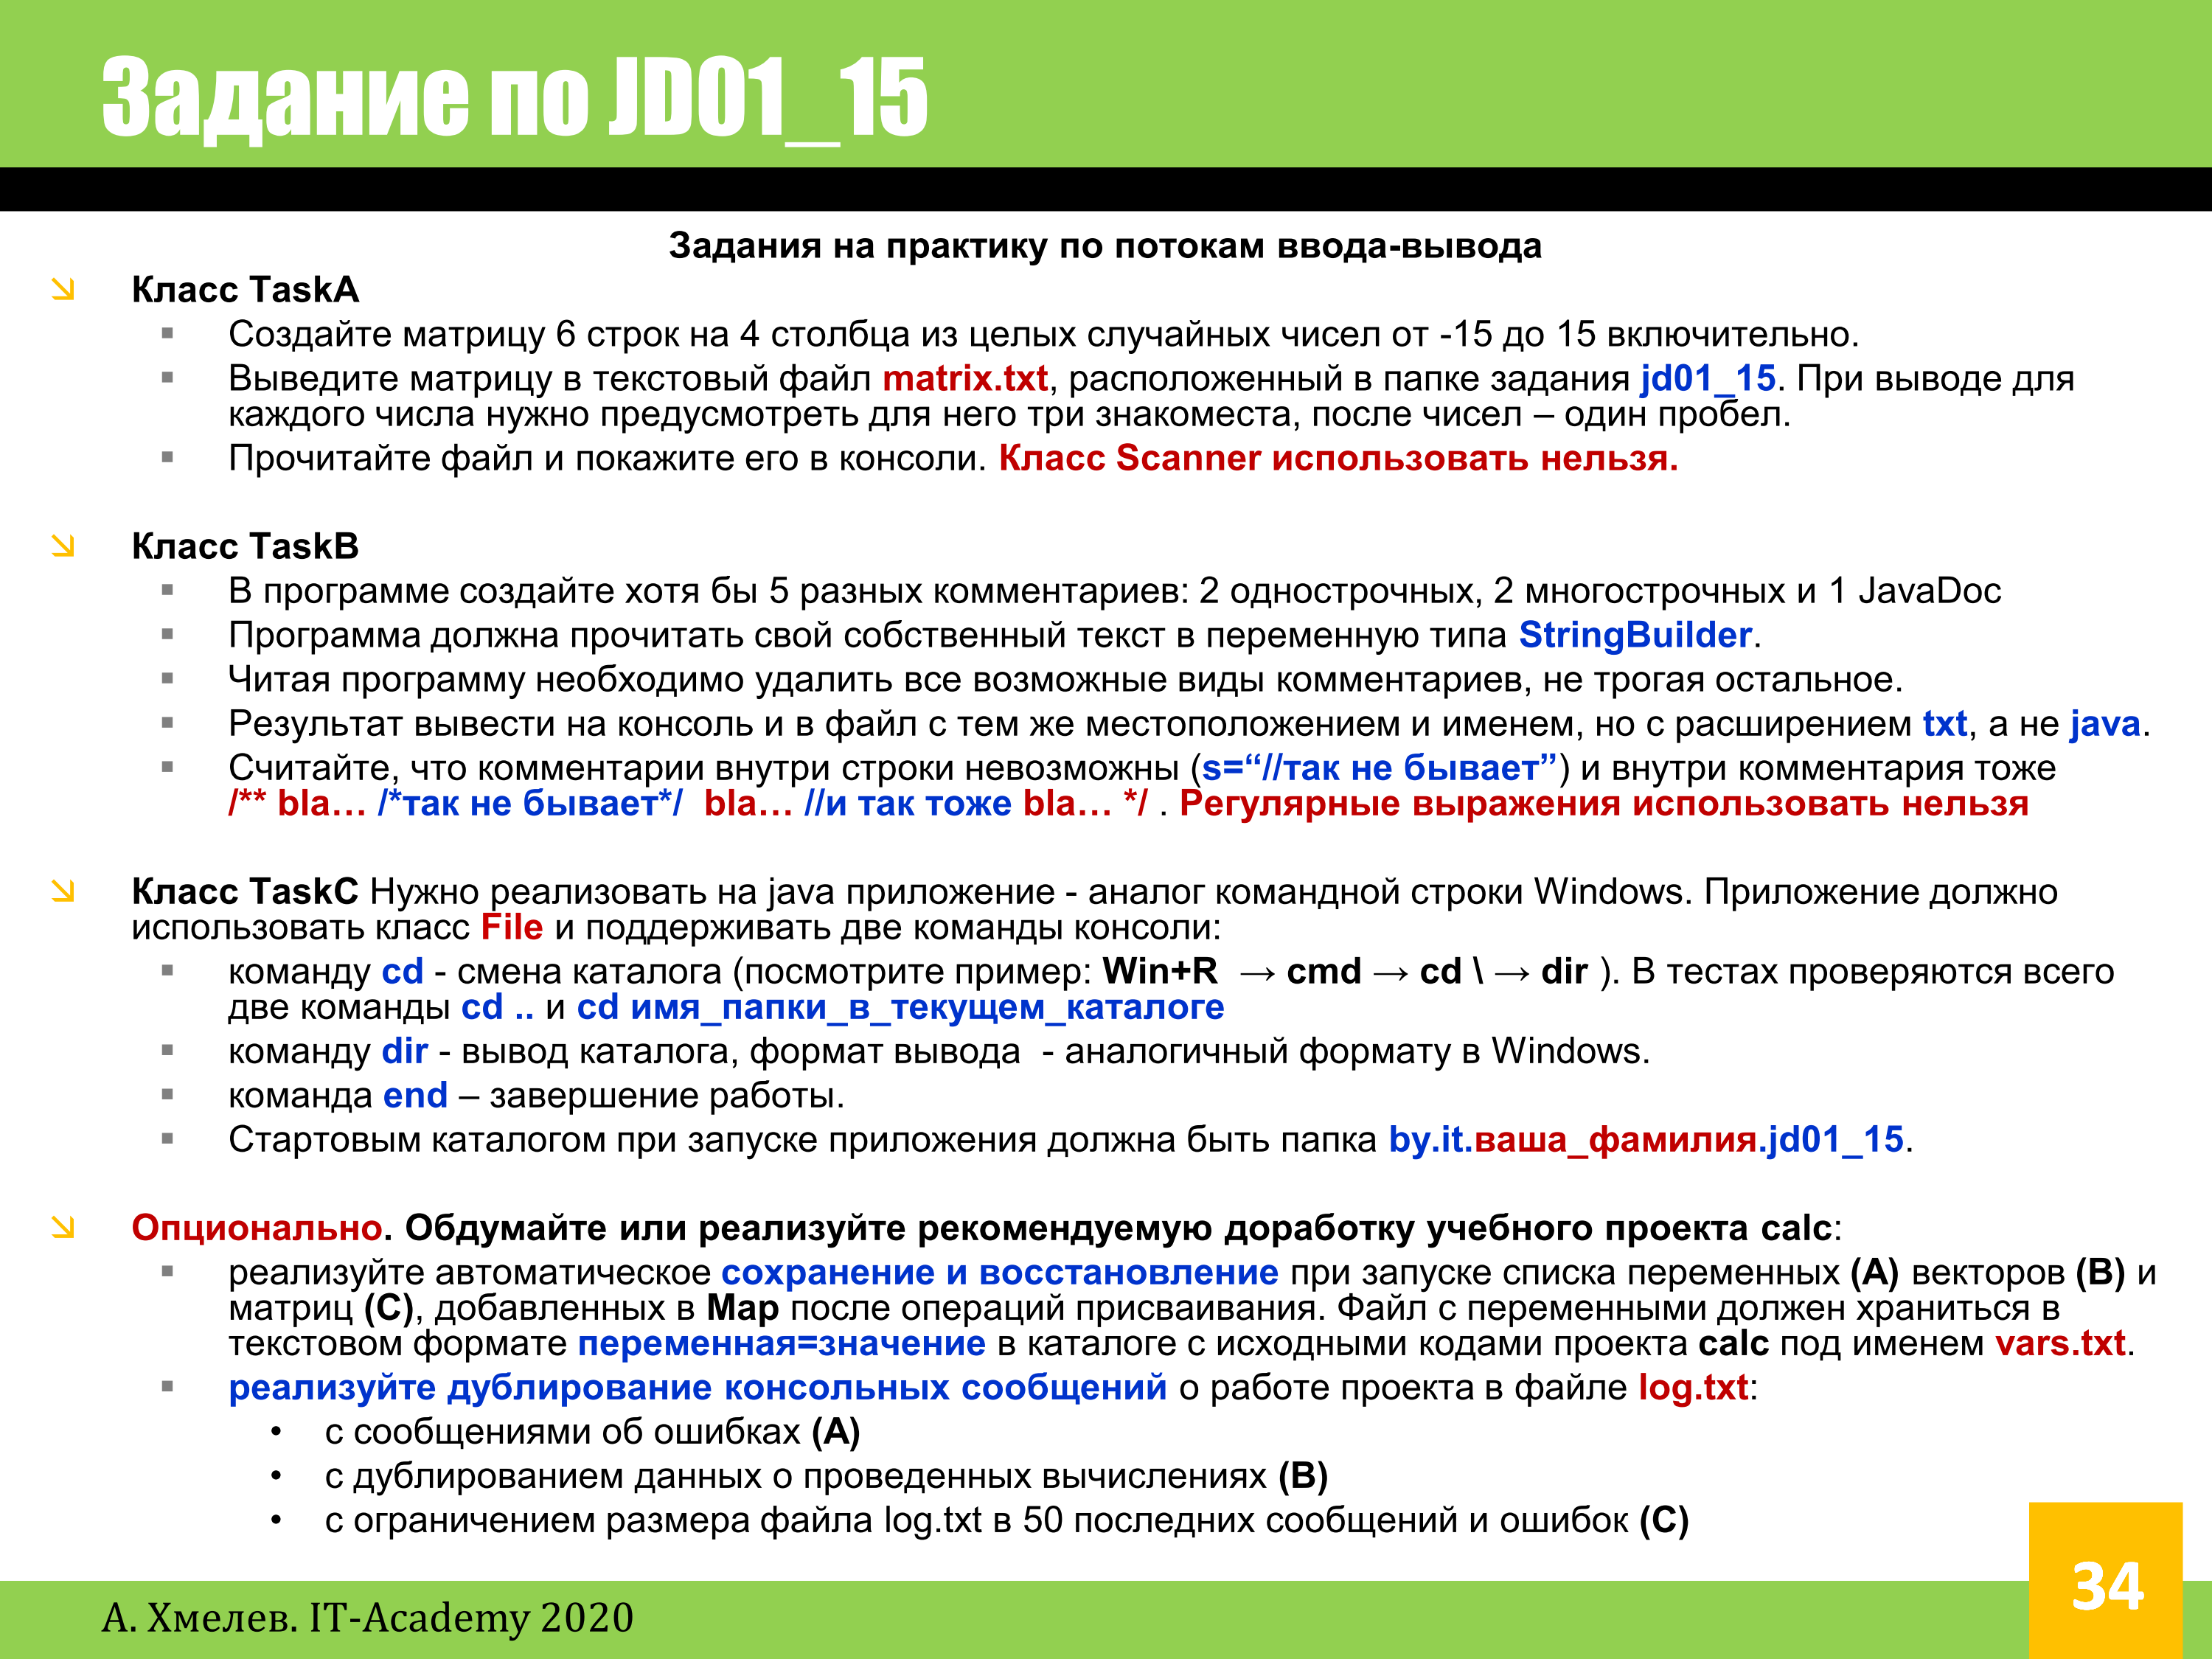 Задание по JD01_15
Задания на практику по потокам ввода-вывода
Класс TaskA
Создайте матрицу 6 строк на 4 столбца из целых случайных чисел от -15 до 15 включительно.
Выведите матрицу в текстовый файл matrix.txt, расположенный в папке задания jd01_15. При выводе для
каждого числа нужно предусмотреть для него три знакоместа, после чисел – один пробел.
Прочитайте файл и покажите его в консоли. Класс Scanner использовать нельзя.
Класс TaskB
В программе создайте хотя бы 5 разных комментариев: 2 однострочных, 2 многострочных и 1 JavaDoc
Программа должна прочитать свой собственный текст в переменную типа StringBuilder.
Читая программу необходимо удалить все возможные виды комментариев, не трогая остальное.
Результат вывести на консоль и в файл с тем же местоположением и именем, но с расширением txt, а не java.
Считайте, что комментарии внутри строки невозможны (s=“//так не бывает”) и внутри комментария тоже
/** bla… /*так не бывает*/ bla… //и так тоже bla… */ . Регулярные выражения использовать нельзя
Класс TaskC Нужно реализовать на java приложение - аналог командной строки Windows. Приложение должно
использовать класс File и поддерживать две команды консоли:
команду cd - смена каталога (посмотрите пример: Win+R → cmd → cd \ → dir ). В тестах проверяются всего
две команды cd .. и cd имя_папки_в_текущем_каталоге
команду dir - вывод каталога, формат вывода - аналогичный формату в Windows.
команда end – завершение работы.
Стартовым каталогом при запуске приложения должна быть папка by.it.ваша_фамилия.jd01_15.
Опционально. Обдумайте или реализуйте рекомендуемую доработку учебного проекта calc:
реализуйте автоматическое сохранение и восстановление при запуске списка переменных (A) векторов (B) и
матриц (C), добавленных в Map после операций присваивания. Файл с переменными должен храниться в
текстовом формате переменная=значение в каталоге с исходными кодами проекта calc под именем vars.txt.
реализуйте дублирование консольных сообщений о работе проекта в файле log.txt:
• с сообщениями об ошибках (A)
• с дублированием данных о проведенных вычислениях (B)
• с ограничением размера файла log.txt в 50 последних сообщений и ошибок (C)
34
А. Хмелев. IT-Academy 2020